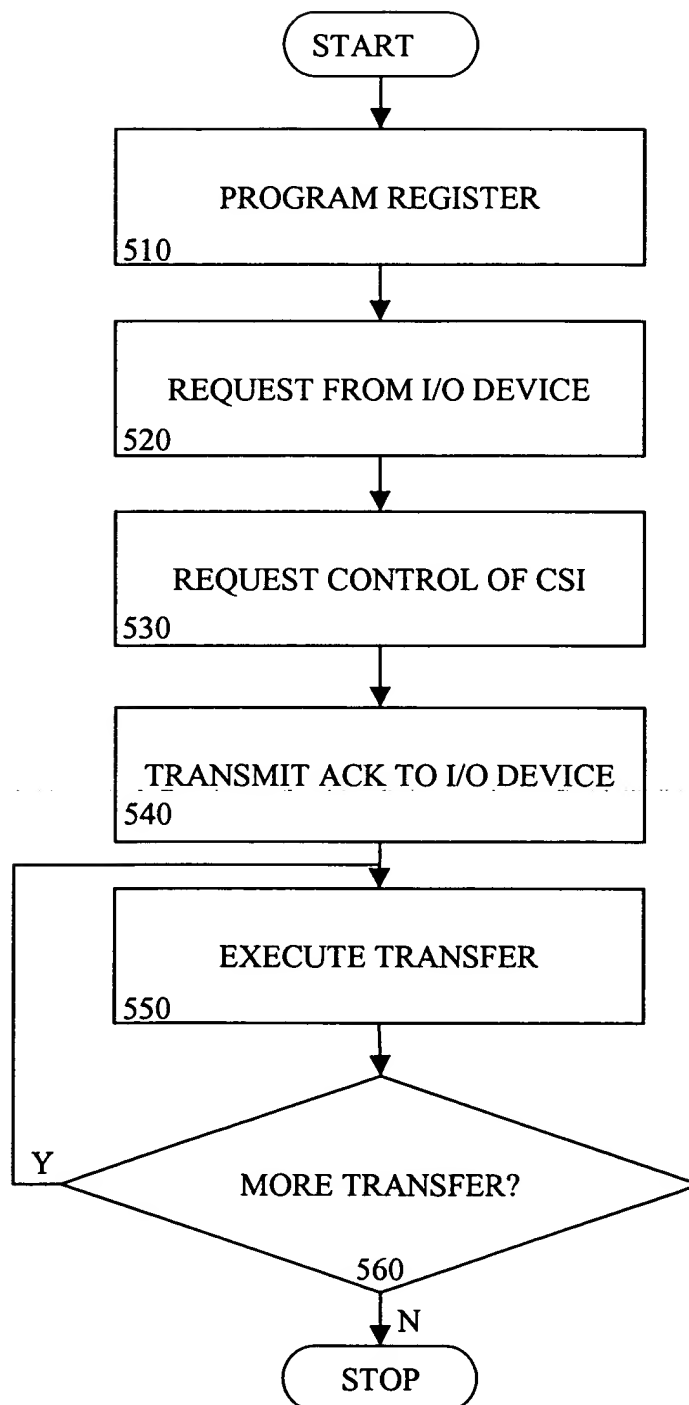 START
PROGRAM REGISTER
510
REQUEST FROM I/O DEVICE
520
REQUEST CONTROL OF CSI
530
TRANSMIT ACK TO I/O DEVICE
540
EXECUTE TRANSFER
550
Y
MORE TRANSFER?
560
N
STOP